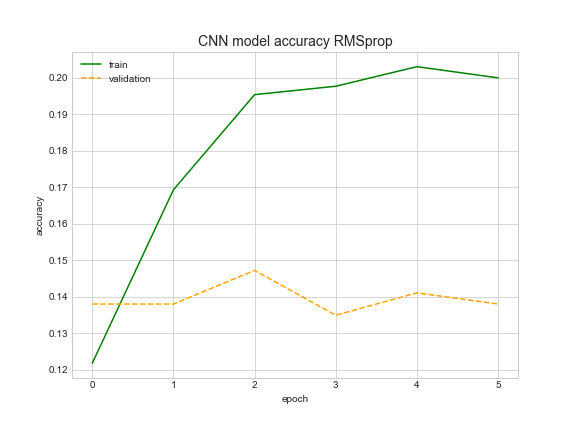 CNN model accuracy RMSprop
train
validation
0.20
0.19
0.18
0.17
0.16
0.15
0.14
0.13
0.12
accuracy
0 1 2 3 4 5
epoch